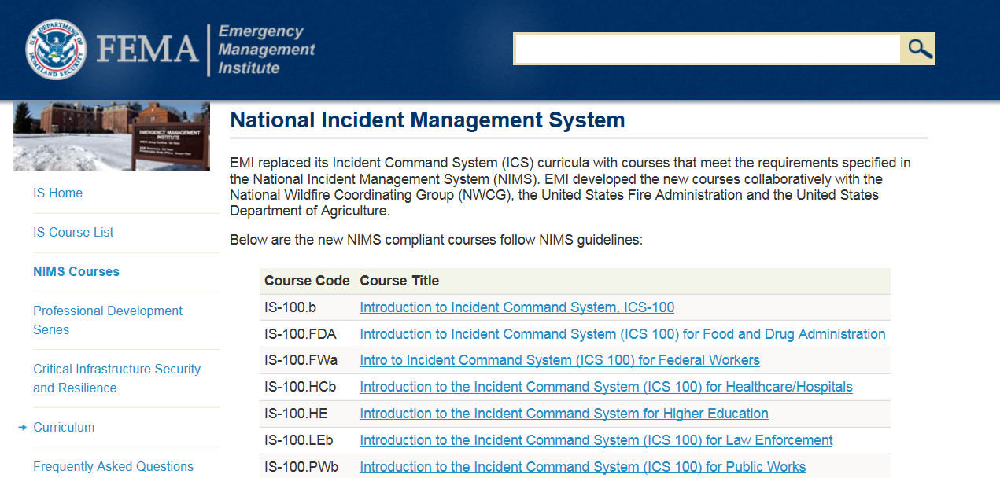 U.S. DEPARTMENT OF HOMELAND SECURITY
FEMA
Emergency
Management
Institute
EMERGENCY MANAGEMENT
INSTITUTE
National Incident Management System
EMI replaced its Incident Command System (ICS) curricula with courses that meet the requirements specified in
the National Incident Management System (NIMS). EMI developed the new courses collaboratively with the
National Wildfire Coordinating Group (NWCG), the United States Fire Administration and the United States
Department of Agriculture.
Below are the new NIMS compliant courses follow NIMS guidelines:
IS Home
IS Course List
NIMS Courses
Professional Development
Series
Critical Infrastructure Security
and Resilience
Curriculum
Frequently Asked Questions
Course Code Course Title
IS-100.b Introduction to Incident Command System, ICS-100
IS-100.FDA Introduction to Incident Command System (ICS 100) for Food and Drug Administration
IS-100.FWa Intro to Incident Command System (ICS 100) for Federal Workers
IS-100.HCb Introduction to the Incident Command System (ICS 100) for Healthcare/Hospitals
IS-100.HE Introduction to the Incident Command System for Higher Education
IS-100.LEb Introduction to the Incident Command System (ICS 100) for Law Enforcement
IS-100.PWb Introduction to the Incident Command System (ICS 100) for Public Works